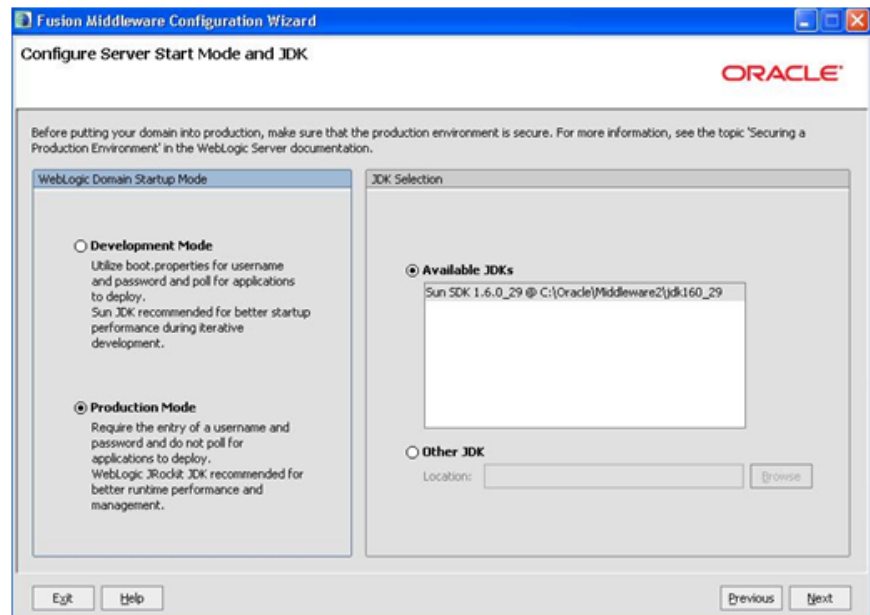 Fusion Middleware Configuration Wizard
Configure Server Start Mode and JDK
ORACLE
Before putting your domain into production, make sure that the production environment is secure. For more information, see the topic 'Securing a
Production Environment' in the WebLogic Server documentation.
WebLogic Domain Startup Mode
Development Mode
Utilize boot.properties for username
and password and poll for applications
to deploy.
Sun JDK recommended for better startup
performance during iterative
development.
Production Mode
Require the entry of a username and
password and do not poll for
applications to deploy.
WebLogic JRockit JDK recommended for
better runtime performance and
management.
JDK Selection
Available JDKs
Sun SDK 1.6.0_29 @ C:\Oracle\Middleware2\jdk160_29
Other JDK
Location:
Browse
Exit
Help
Previous
Next